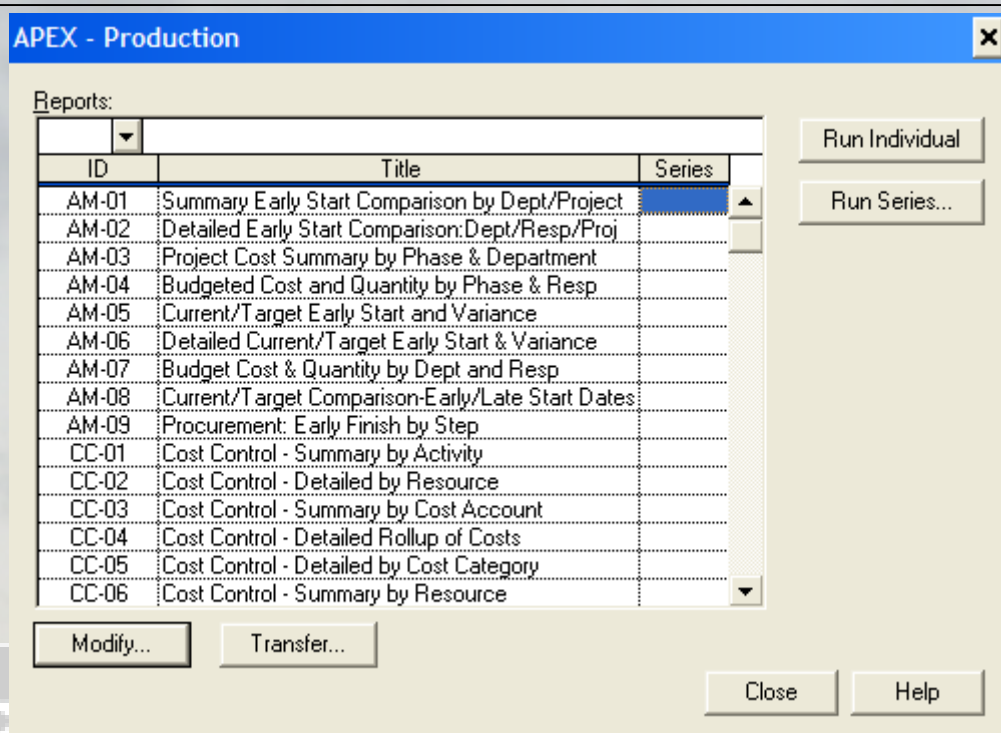 APEX - Production
Reports:
Run Individual
ID Title Series
AM-01 Summary Early Start Comparison by Dept/Project
Run Series...
AM-02 Detailed Early Start Comparison:Dept/Resp/Proj
AM-03 Project Cost Summary by Phase & Department
AM-04 Budgeted Cost and Quantity by Phase & Resp
AM-05 Current/Target Early Start and Variance
AM-06 Detailed Current/Target Early Start & Variance
AM-07 Budget Cost & Quantity by Dept and Resp
AM-08 Current/Target Comparison-Early/Late Start Dates
AM-09 Procurement: Early Finish by Step
CC-01 Cost Control - Summary by Activity
CC-02 Cost Control - Detailed by Resource
CC-03 Cost Control - Summary by Cost Account
CC-04 Cost Control - Detailed Rollup of Costs
CC-05 Cost Control - Detailed by Cost Category
CC-06 Cost Control - Summary by Resource
Modify... Transfer...
Close Help